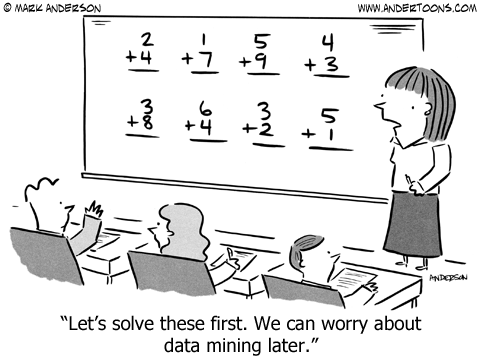 © MARK ANDERSON WWW.ANDERTOONS.COM
2 1 5 4
+4 +7 +9 +3
3 6 3 5
+8 +4 +2 +1
ANDERSON
"Let's solve these first. We can worry about
data mining later."